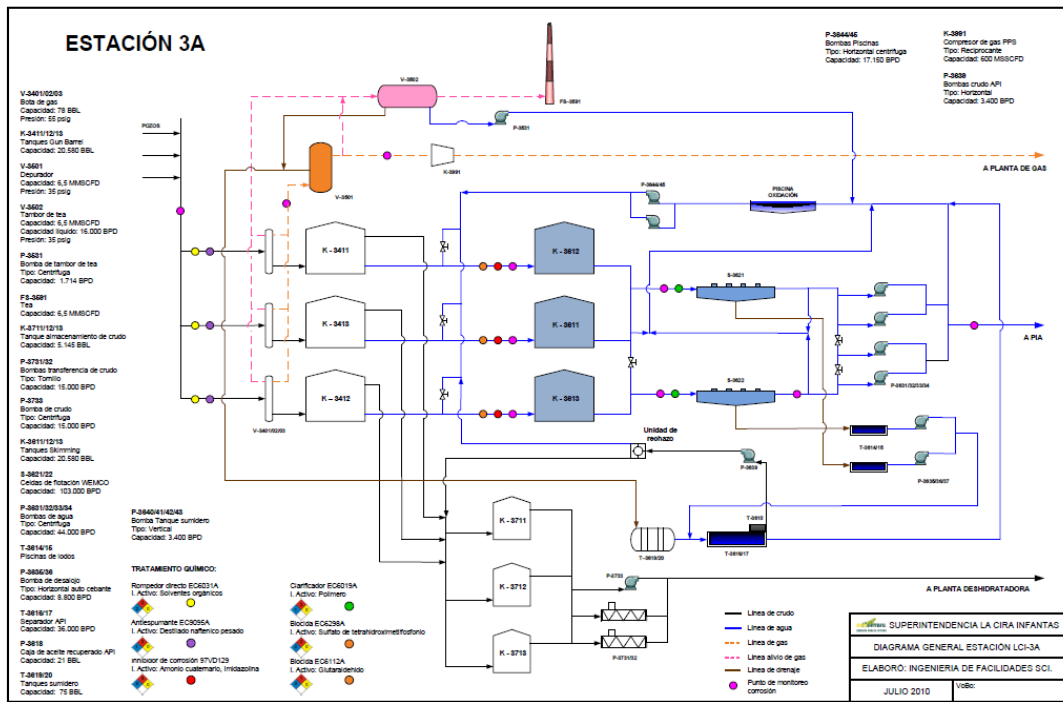 ESTACIÓN 3A
V-3401/02/03
Bota de gas
Capacidad: 78 BBL
Presión: 55 psig
K-3411/12/13
Tanques Gun Barrel
Capacidad: 20.580 BBL
V-3501
Depurador
Capacidad: 6,5 MMSCFD
Presión: 35 psig
V-3502
Tambor de tea
Capacidad: 6,5 MMSCFD
Capacidad líquido: 15.000 BPD
Presión: 35 psig
P-3531
Bomba de tambor de tea
Tipo: Centrífuga
Capacidad: 1.714 BPD
FS-3591
Tea
Capacidad: 6,5 MMSCFD
K-3711/12/13
Tanque almacenamiento de crudo
Capacidad: 5.145 BBL
P-3731/32
Bombas transferencia de crudo
Tipo: Tornillo
Capacidad: 15.000 BPD
P-3733
Bomba de crudo
Tipo: Centrífuga
Capacidad: 15.000 BPD
K-3611/12/13
Tanques Skimming
Capacidad: 20.580 BBL
S-3621/22
Celdas de flotación WEMCO
Capacidad: 103.000 BPD
P-3631/32/33/34
Bombas de agua
Tipo: Centrífuga
Capacidad: 44.000 BPD
T-3614/15
Piscinas de lodos
P-3635/36
Bomba de desalojo
Tipo: Horizontal auto cebante
Capacidad: 8.800 BPD
T-3616/17
Separador API
Capacidad: 36.000 BPD
P-3618
Caja de aceite recuperado API
Capacidad: 21 BBL
T-3619/20
Tanques sumidero
Capacidad: 75 BBL
P-3640/41/42/43
Bomba Tanque sumidero
Tipo: Vertical
Capacidad: 3.400 BPD
TRATAMIENTO QUÍMICO:
Rompedor directo EC6031A
I. Activo: Solventes orgánicos
Antiespumante EC9095A
I. Activo: Destilado nafténico pesado
Inhibidor de corrosión 97VD129
I. Activo: Amonio cuaternario, Imidazolina
Clarificador EC6019A
I. Activo: Polímero
Biocida EC6298A
I. Activo: Sulfato de tetrahidroximetilfosfonio
Biocida EC6112A
I. Activo: Glutaraldehido
P-3644/45
Bombas Piscinas
Tipo: Horizontal centrífuga
Capacidad: 17.150 BPD
K-3991
Compresor de gas PPS
Tipo: Reciprocante
Capacidad: 600 MSSCFD
P-3639
Bombas crudo API
Tipo: Horizontal
Capacidad: 3.400 BPD
POZOS
V-3502
FS-3591
P-3531
V-3501
K-3991
A PLANTA DE GAS
P-3644/45
PISCINA
OXIDACIÓN
K - 3411
K - 3612
S-3621
K - 3413
K - 3611
A PIA
K - 3412
K - 3613
S-3622
P-3631/32/33/34
V-3401/02/03
Unidad de
rechazo
P-3639
T-3614/15
P-3635/36/37
K - 3711
T-3618
T-3619/20
T-3616/17
K - 3712
P-3733
A PLANTA DESHIDRATADORA
K - 3713
P-3731/32
Línea de crudo
Línea de agua
Línea de gas
Línea alivio de gas
Línea de drenaje
Punto de monitoreo
corrosión
SUPERINTENDENCIA LA CIRA INFANTAS
DIAGRAMA GENERAL ESTACIÓN LCI-3A
ELABORÓ: INGENIERIA DE FACILIDADES SCI.
JULIO 2010
VoBo: